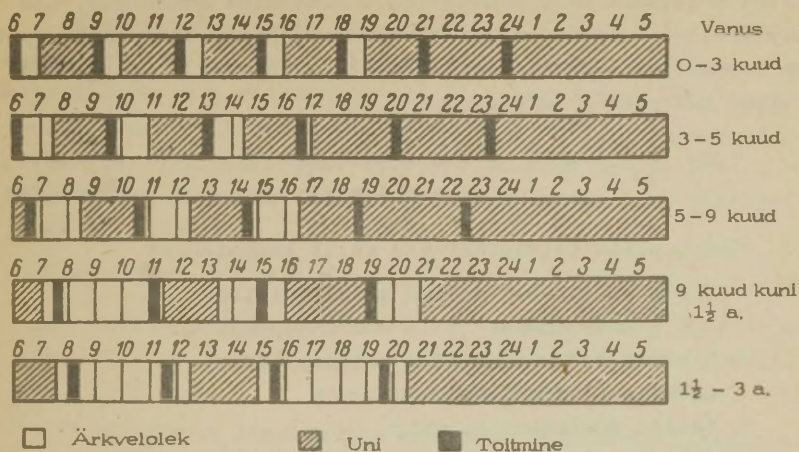 6 7 8 9 10 11 12 13 14 15 16 17 18 19 20 21 22 23 24 1 2 3 4 5 Vanus
0-3 kuud
6 7 8 9 10 11 12 13 14 15 16 17 18 19 20 21 22 23 24 1 2 3 4 5
3-5 kuud
6 7 8 9 10 11 12 13 14 15 16 17 18 19 20 21 22 23 24 1 2 3 4 5
5-9 kuud
6 7 8 9 10 11 12 13 14 15 16 17 18 19 20 21 22 23 24 1 2 3 4 5
9 kuud kuni
1½ a.
6 7 8 9 10 11 12 13 14 15 16 17 18 19 20 21 22 23 24 1 2 3 4 5
1½ - 3 a.
Ärkvelolek Uni Toitmine